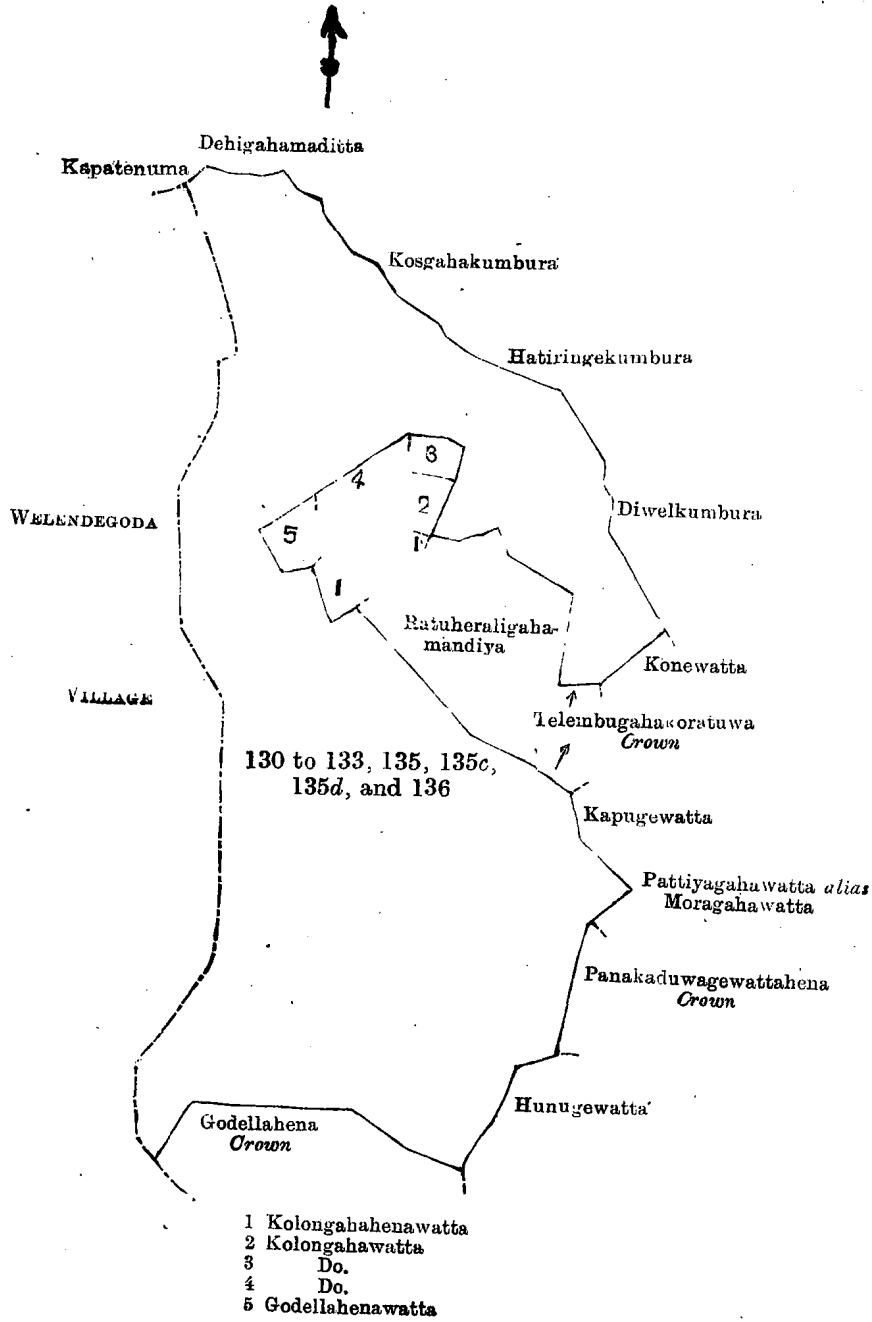 Dehigahamaditta
Kapatenuma
Kosgahakumbura
Hatiringekumbura
3
4
2
WELENDEGODA
Diwelkumbura
5
1
1
Ratuheraligaha-
mandiya
Konewatta
VILLAGE
Telembugahakoratuwa
Crown
130 to 133, 135, 135c,
135d, and 136
Kapugewatta
Pattiyagahawatta alias
Moragahawatta
Panakaduwagewattahena
Crown
Hunugewatta
Godellahena
Crown
1 Kolongahahenawatta
2 Kolongahawatta
3 Do.
4 Do.
5 Godellahenawatta